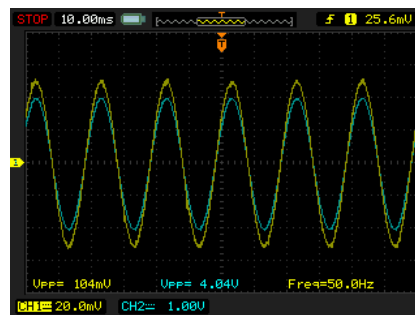 STOP 10.00ms T 1 25.6mV
T
1
Vpp= 104mV Vpp= 4.04V Freq=50.0Hz
CH1 20.0mV CH2 1.00V